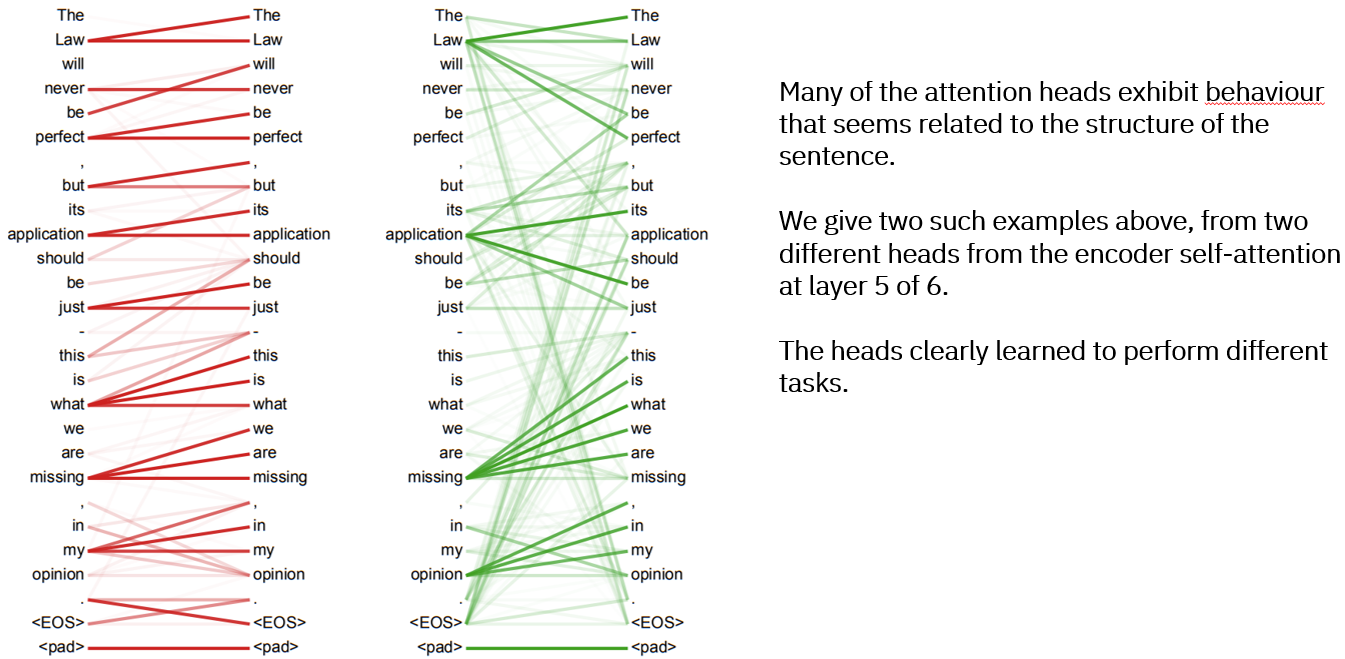 The The The The
Law Law Law Law
will will will will
never never never never
be be be be
perfect perfect perfect perfect
, , , ,
but but but but
its its its its
application application application application
should should should should
be be be be
just just just just
- - - -
this this this this
is is is is
what what what what
we we we we
are are are are
missing missing missing missing
, , , ,
in in in in
my my my my
opinion opinion opinion opinion
. . . .
<EOS> <EOS> <EOS> <EOS>
<pad> <pad> <pad> <pad>
Many of the attention heads exhibit behaviour
that seems related to the structure of the
sentence.
We give two such examples above, from two
different heads from the encoder self-attention
at layer 5 of 6.
The heads clearly learned to perform different
tasks.